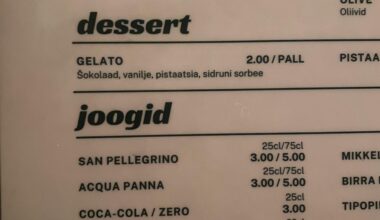 dessert
OLIVE
Oliivid
GELATO 2.00 / PALL
Šokolaad, vanilje, pistaatsia, sidruni sorbee
PISTAA
joogid
25cl/75cl
SAN PELLEGRINO 3.00 / 5.00
MIKKEL
25cl/75cl
ACQUA PANNA 3.00 / 5.00
BIRRA
25cl
COCA-COLA / ZERO 3.00
TIPOPI